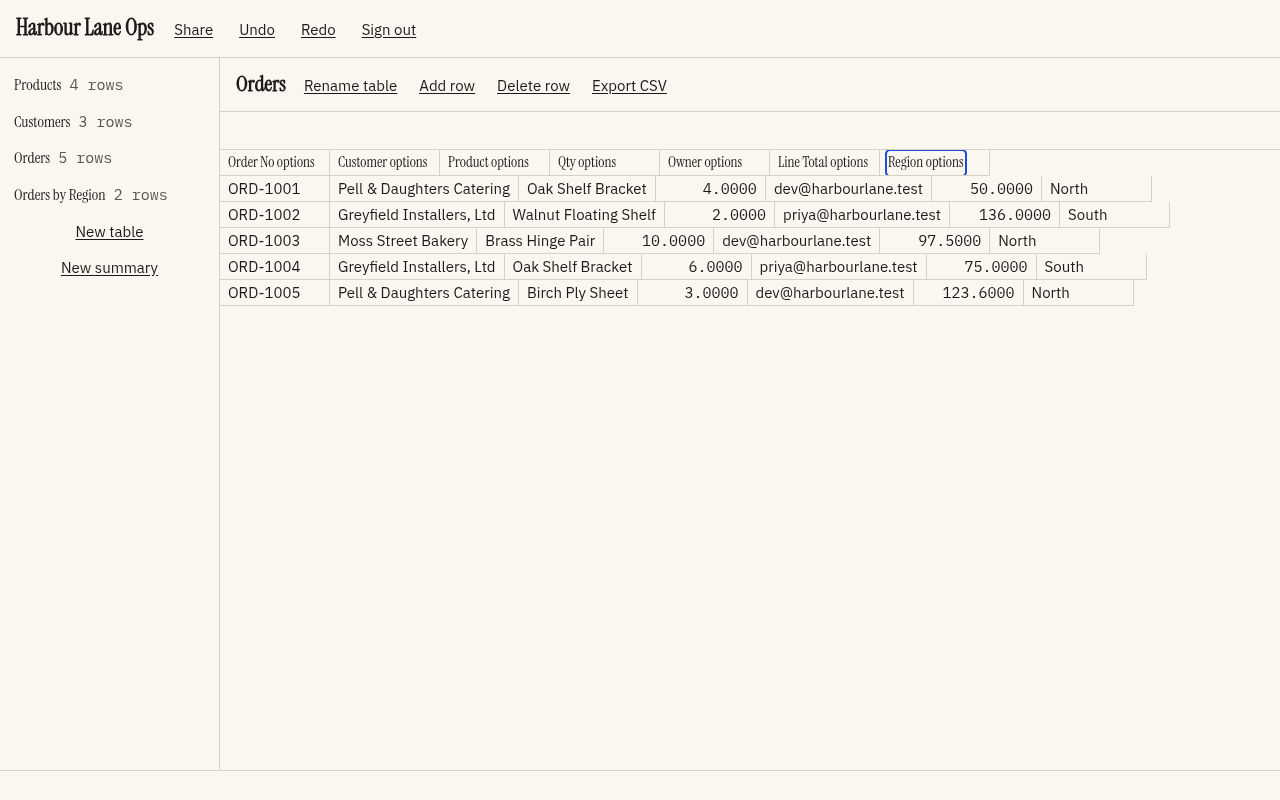 Harbour Lane Ops Share Undo Redo Sign out
Products 4 rows
Customers 3 rows
Orders 5 rows
Orders by Region 2 rows
New table
New summary
Orders Rename table Add row Delete row Export CSV
Order No options Customer options Product options Qty options Owner options Line Total options Region options
ORD-1001 Pell & Daughters Catering Oak Shelf Bracket 4.0000 dev@harbourlane.test 50.0000 North
ORD-1002 Greyfield Installers, Ltd Walnut Floating Shelf 2.0000 priya@harbourlane.test 136.0000 South
ORD-1003 Moss Street Bakery Brass Hinge Pair 10.0000 dev@harbourlane.test 97.5000 North
ORD-1004 Greyfield Installers, Ltd Oak Shelf Bracket 6.0000 priya@harbourlane.test 75.0000 South
ORD-1005 Pell & Daughters Catering Birch Ply Sheet 3.0000 dev@harbourlane.test 123.6000 North